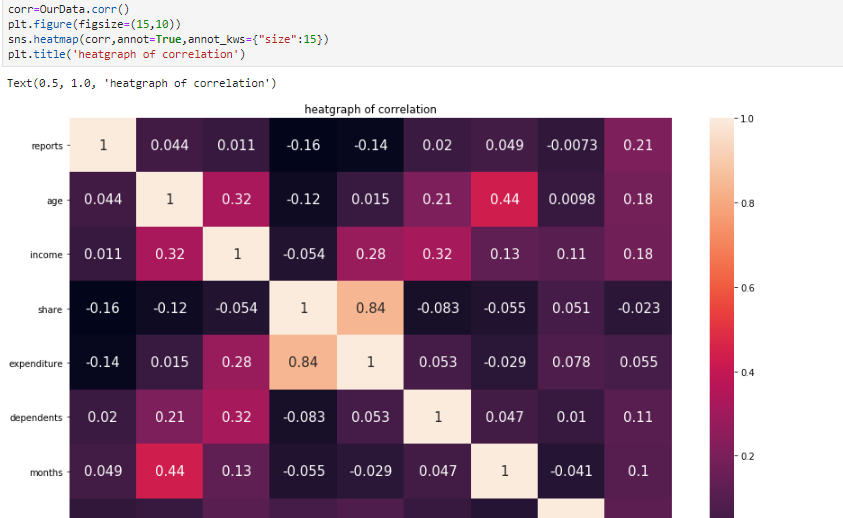 corr=OurData.corr()
plt.figure(figsize=(15,10))
sns.heatmap(corr,annot=True,annot_kws={"size":15})
plt.title('heatgraph of correlation')
Text(0.5, 1.0, 'heatgraph of correlation')
heatgraph of correlation
reports 1 0.044 0.011 -0.16 -0.14 0.02 0.049 -0.0073 0.21
age 0.044 1 0.32 -0.12 0.015 0.21 0.44 0.0098 0.18
income 0.011 0.32 1 -0.054 0.28 0.32 0.13 0.11 0.18
share -0.16 -0.12 -0.054 1 0.84 -0.083 -0.055 0.051 -0.023
expenditure -0.14 0.015 0.28 0.84 1 0.053 -0.029 0.078 0.055
dependents 0.02 0.21 0.32 -0.083 0.053 1 0.047 0.01 0.11
months 0.049 0.44 0.13 -0.055 -0.029 0.047 1 -0.041 0.1
1.0
0.8
0.6
0.4
0.2